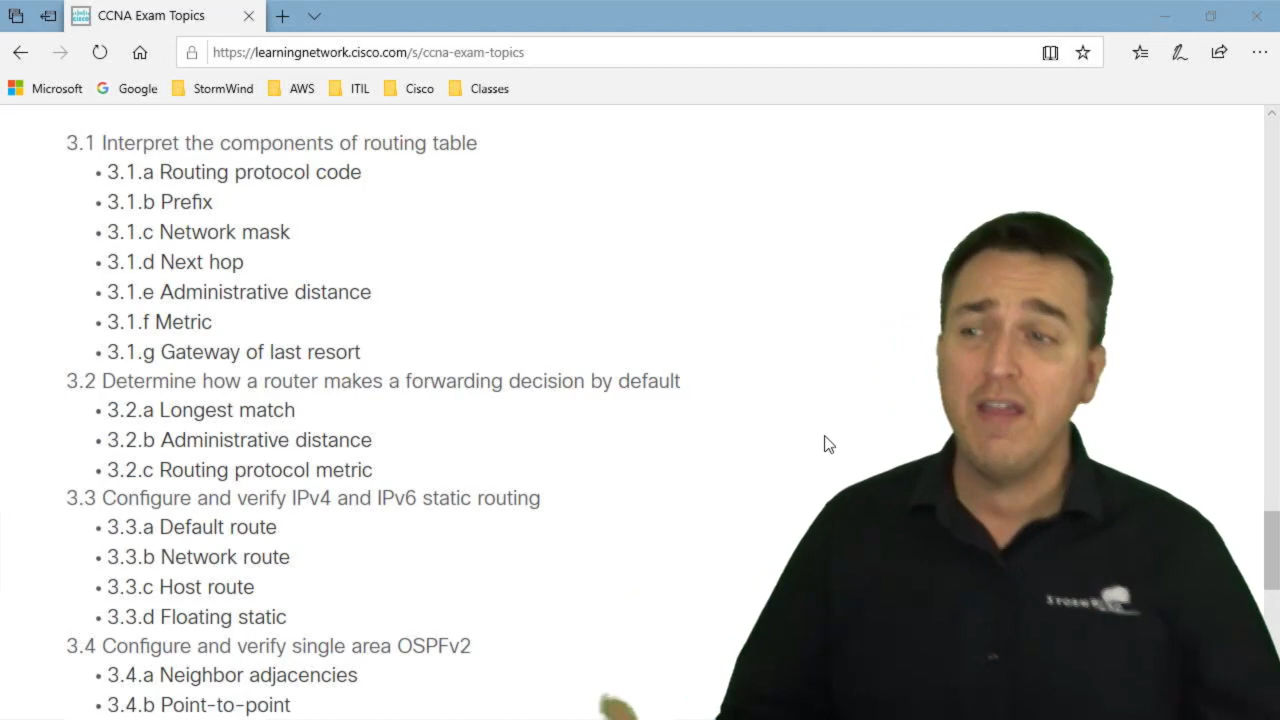 CCNA Exam Topics
https://learningnetwork.cisco.com/s/ccna-exam-topics
Microsoft Google StormWind AWS ITIL Cisco Classes
3.1 Interpret the components of routing table
• 3.1.a Routing protocol code
• 3.1.b Prefix
• 3.1.c Network mask
• 3.1.d Next hop
• 3.1.e Administrative distance
• 3.1.f Metric
• 3.1.g Gateway of last resort
3.2 Determine how a router makes a forwarding decision by default
• 3.2.a Longest match
• 3.2.b Administrative distance
• 3.2.c Routing protocol metric
3.3 Configure and verify IPv4 and IPv6 static routing
• 3.3.a Default route
• 3.3.b Network route
• 3.3.c Host route
• 3.3.d Floating static
3.4 Configure and verify single area OSPFv2
• 3.4.a Neighbor adjacencies
• 3.4.b Point-to-point